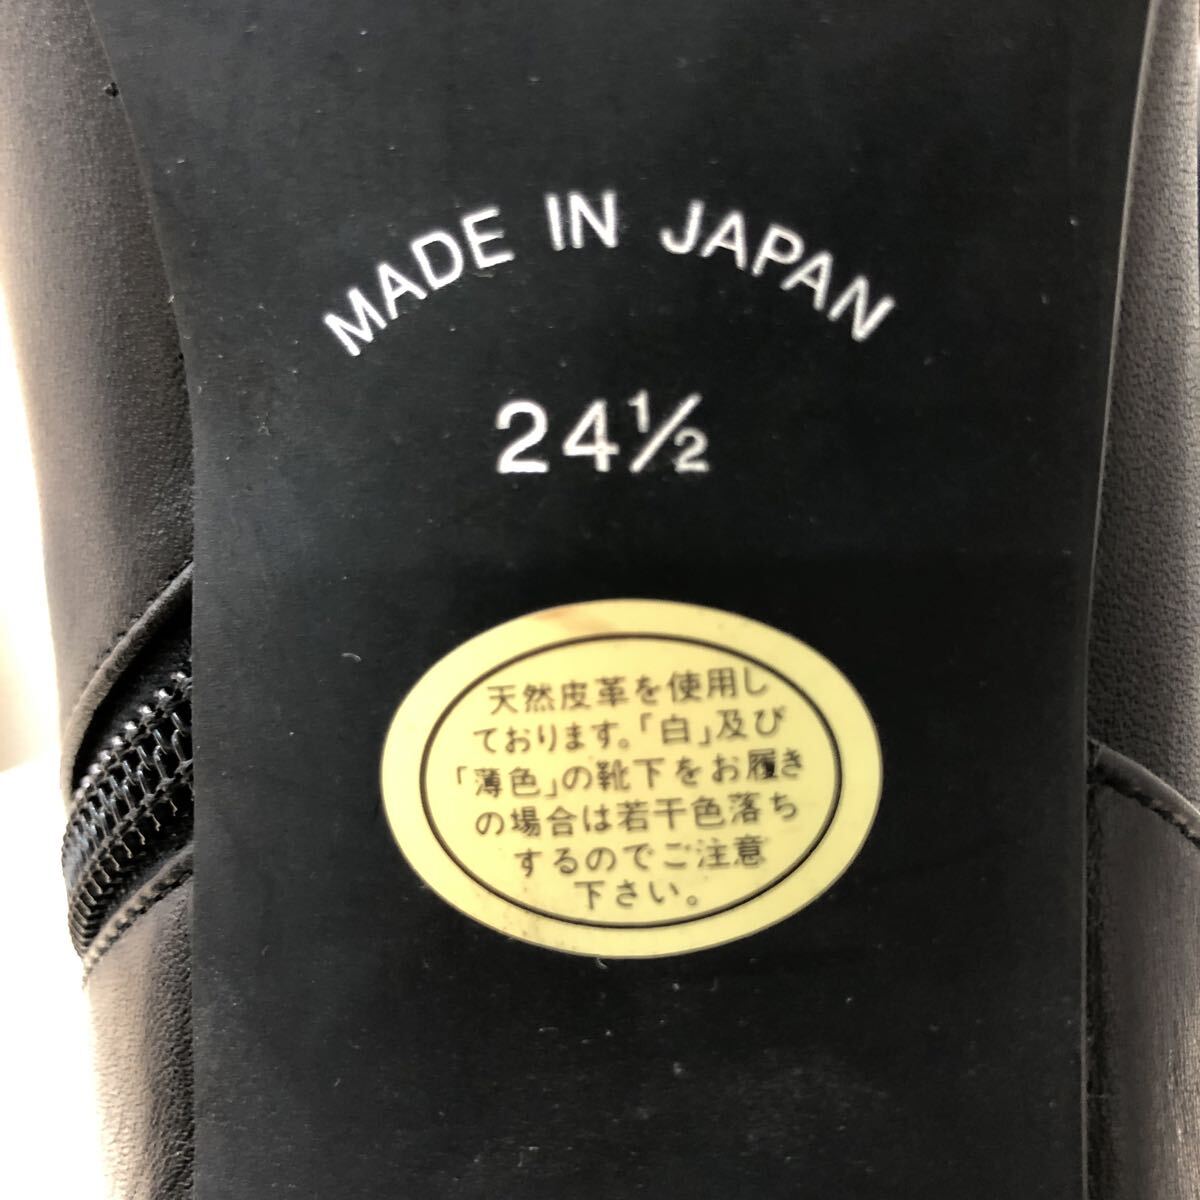 MADE IN JAPAN
24½
天然皮革を使用し
ております。「白」及び
「薄色」の靴下をお履き
の場合は若干色落ち
するのでご注意
下さい。